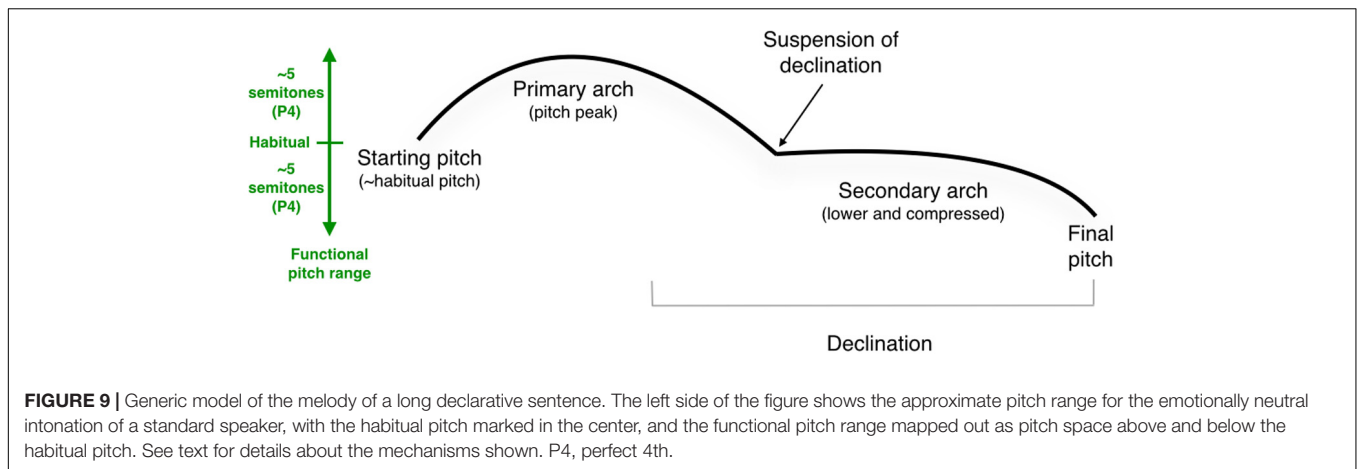 ~5
semitones
(P4)
Habitual
~5
semitones
(P4)
Functional
pitch range
Starting pitch
(~habitual pitch)
Primary arch
(pitch peak)
Suspension of
declination
Secondary arch
(lower and compressed)
Final
pitch
Declination
FIGURE 9 | Generic model of the melody of a long declarative sentence. The left side of the figure shows the approximate pitch range for the emotionally neutral
intonation of a standard speaker, with the habitual pitch marked in the center, and the functional pitch range mapped out as pitch space above and below the
habitual pitch. See text for details about the mechanisms shown. P4, perfect 4th.